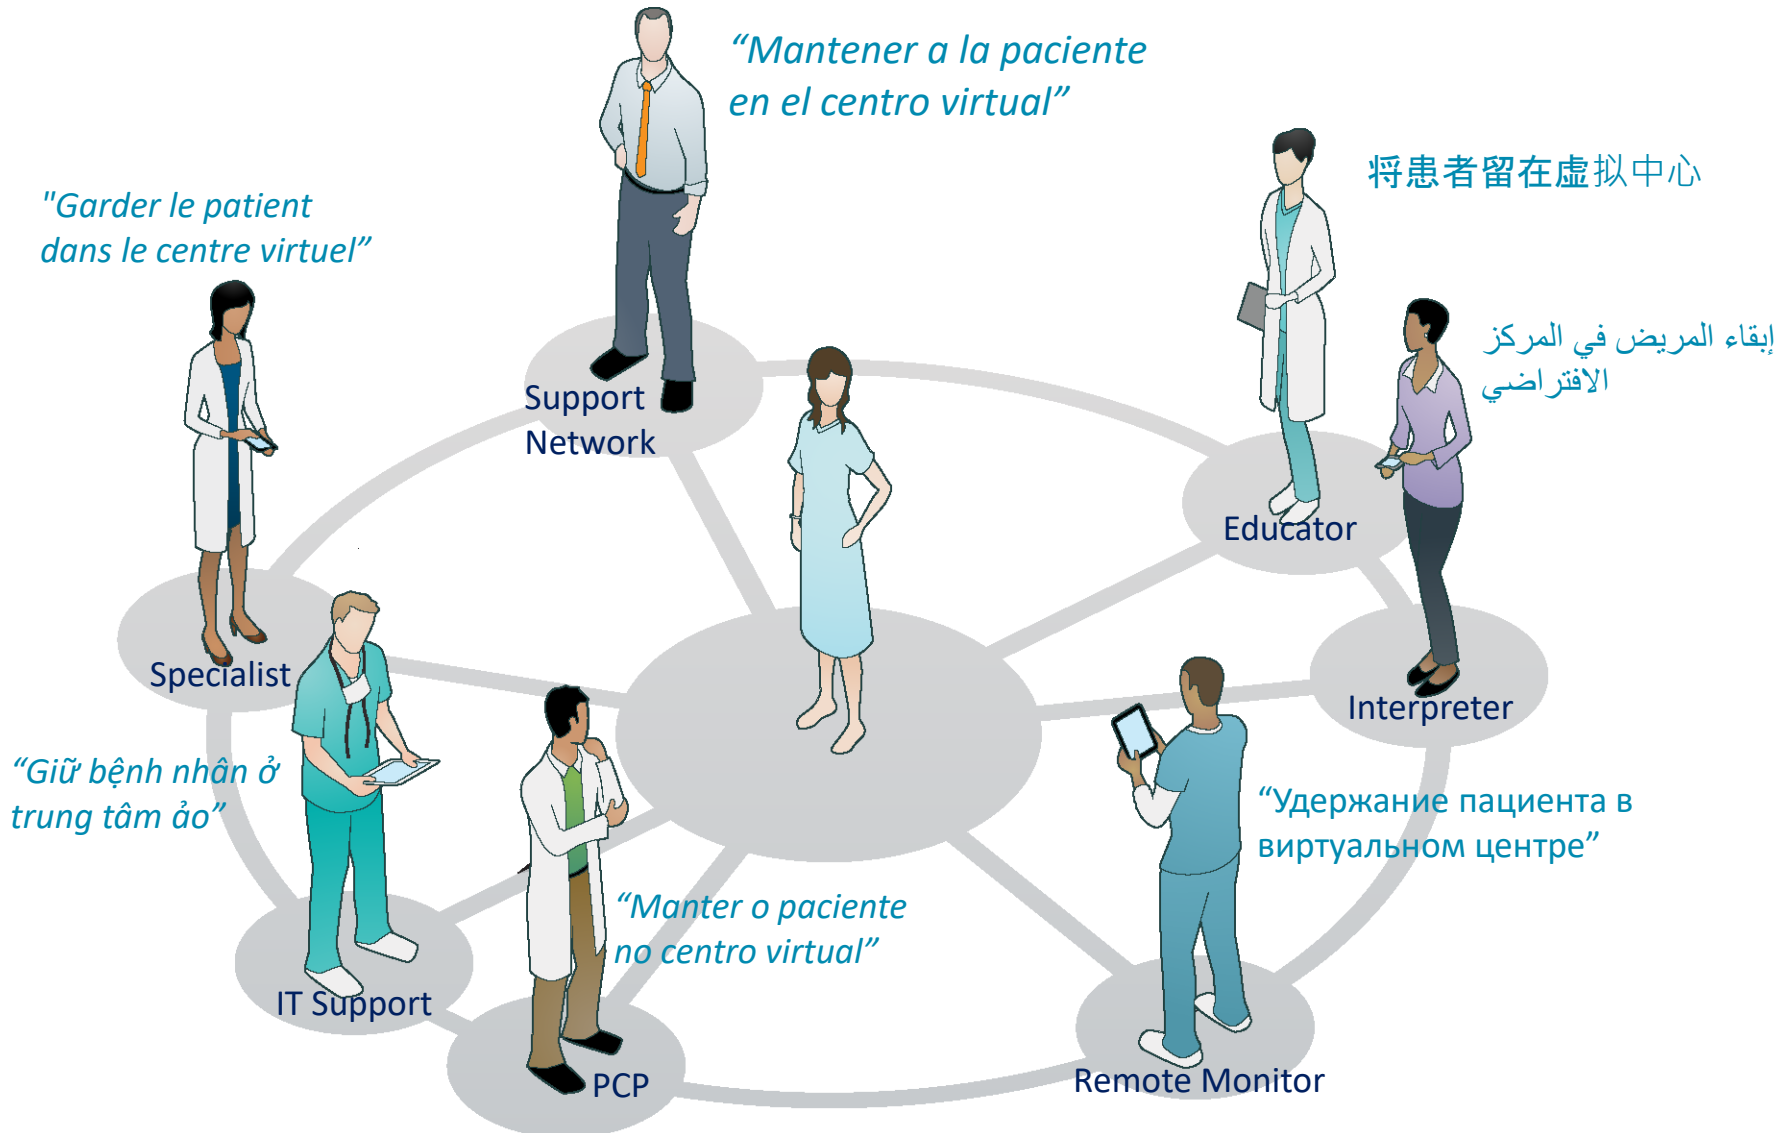 “Mantener a la paciente
en el centro virtual”
将患者留在虚拟中心
"Garder le patient
dans le centre virtuel”
إبقاء المريض في المركز
الافتراضي
Support
Network
Educator
Specialist
Interpreter
“Giữ bệnh nhân ở
trung tâm ảo”
“Удержание пациента в
виртуальном центре”
“Manter o paciente
no centro virtual”
IT Support
PCP
Remote Monitor